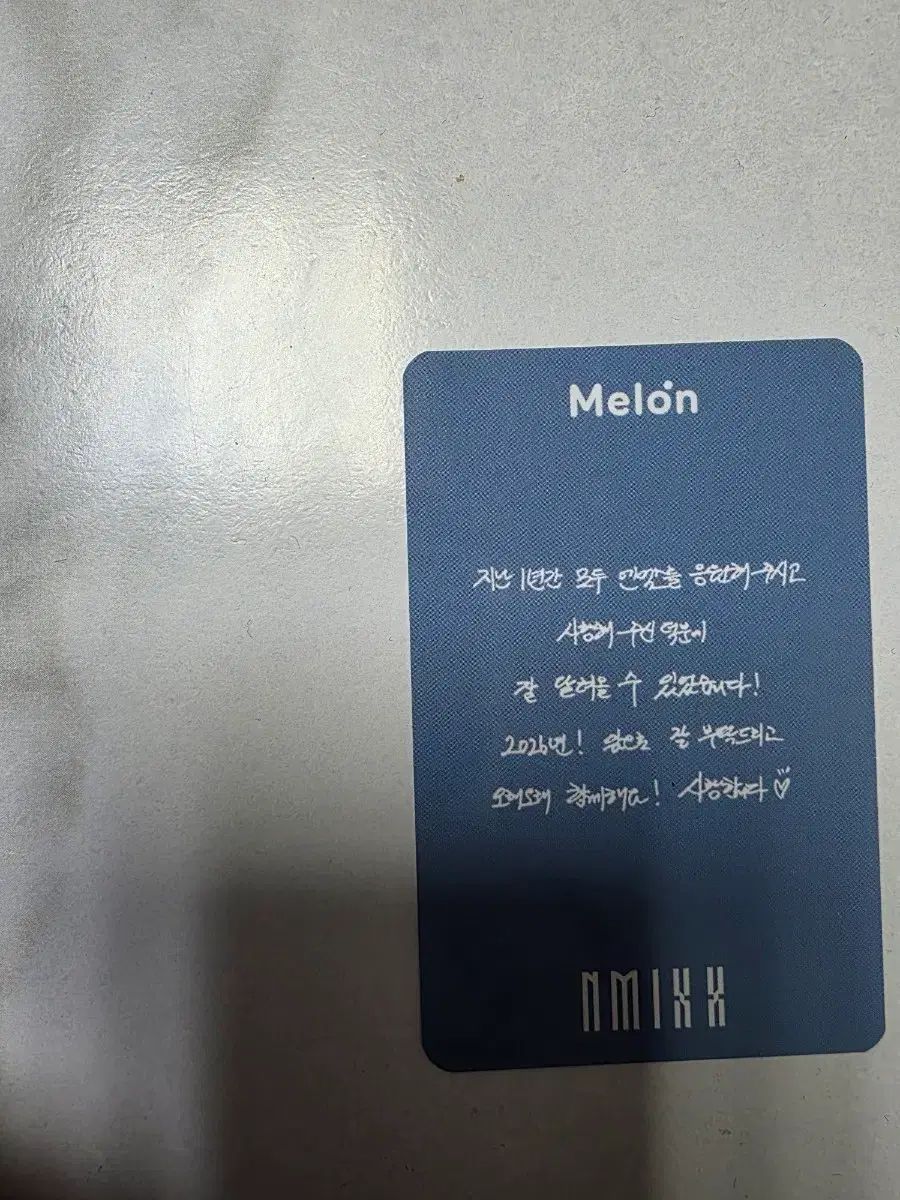 Melon
지난 1년간 모두 엔믹스를 응원해주시고
사랑해주신 덕분에
잘 달려올 수 있었습니다!
2026년! 앞으로 잘 부탁드리고
오래오래 함께해요! 사랑합니다
NMIXX